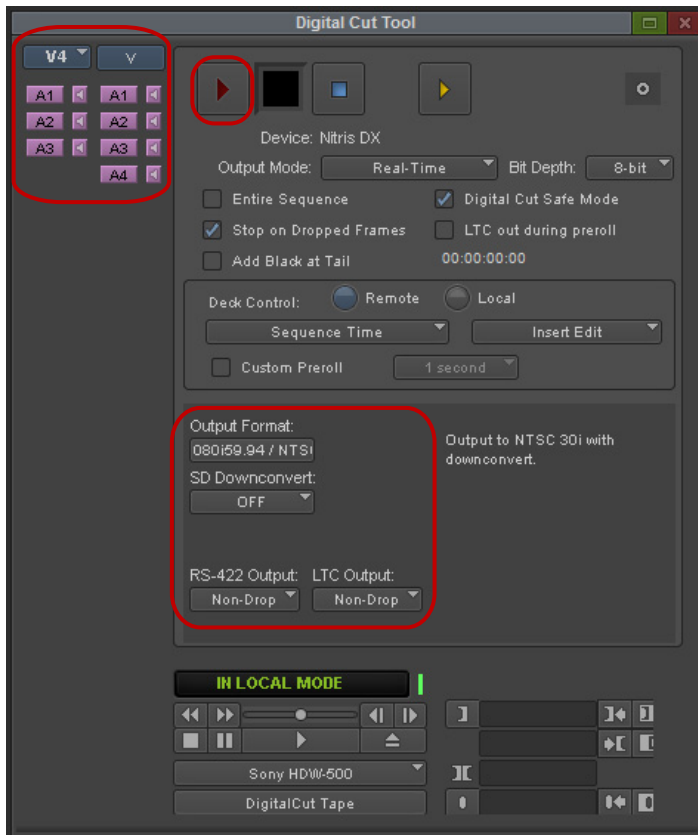 Digital Cut Tool
V4 V
A1 A1
A2 A2
A3 A3
A4
Device: Nitris DX
Output Mode: Real-Time Bit Depth: 8-bit
Entire Sequence Digital Cut Safe Mode
Stop on Dropped Frames LTC out during preroll
Add Black at Tail 00:00:00:00
Deck Control: Remote Local
Sequence Time Insert Edit
Custom Preroll 1 second
Output Format:
080i59.94 / NTS
Output to NTSC 30i with
downconvert.
SD Downconvert:
OFF
RS-422 Output: LTC Output:
Non-Drop Non-Drop
IN LOCAL MODE
Sony HDW-500
DigitalCut Tape